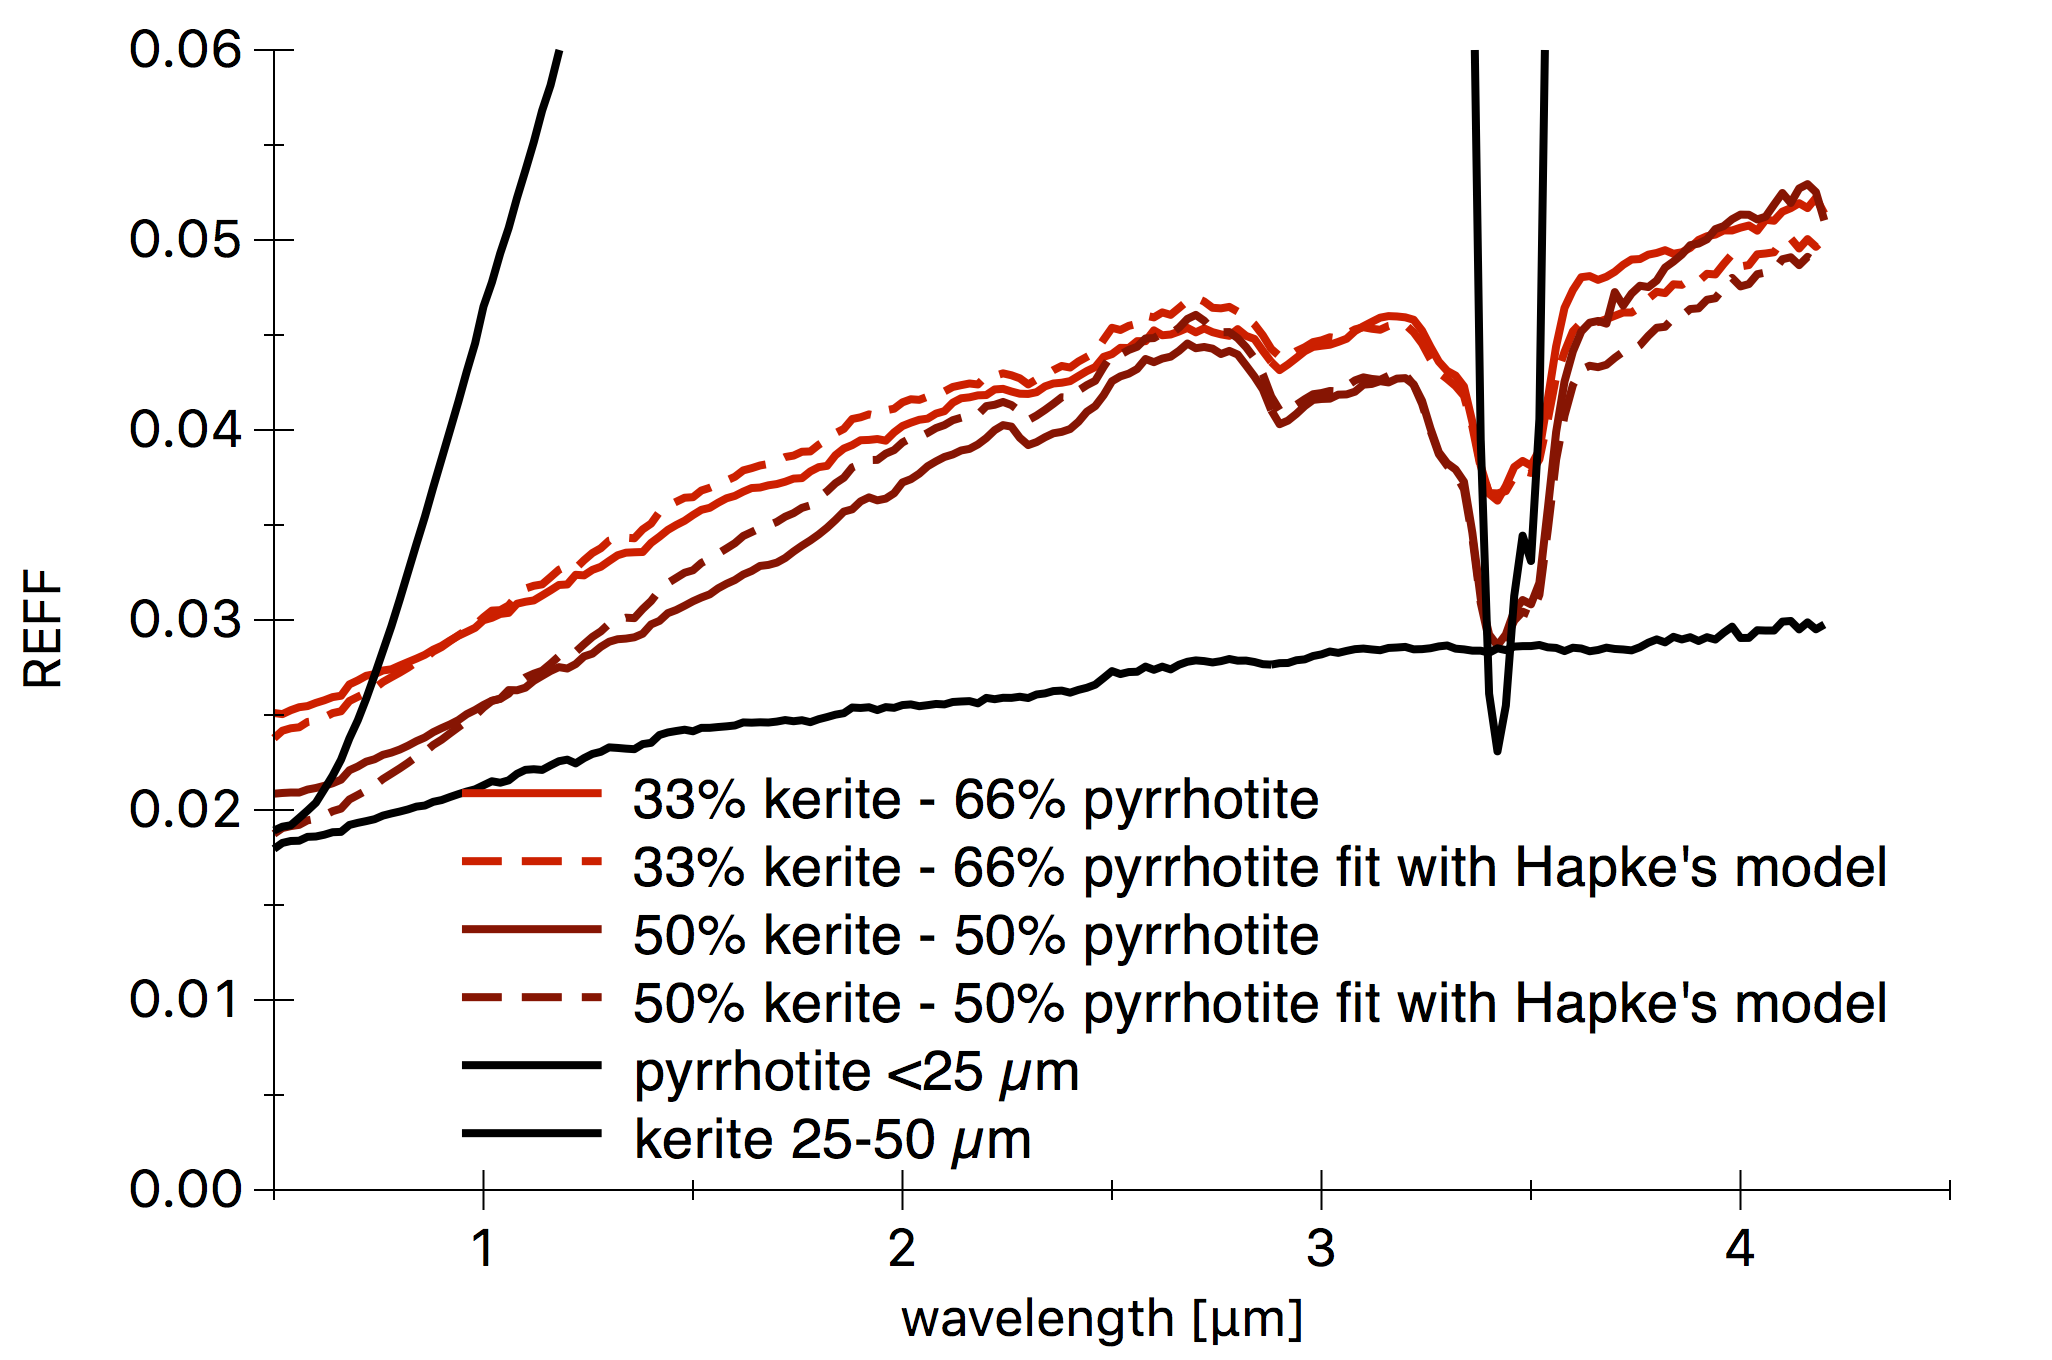 0.06
0.05
0.04
0.03
0.02
0.01
0.00
REFF
33% kerite - 66% pyrrhotite
33% kerite - 66% pyrrhotite fit with Hapke's model
50% kerite - 50% pyrrhotite
50% kerite - 50% pyrrhotite fit with Hapke's model
pyrrhotite <25 µm
kerite 25-50 µm
1 2 3 4
wavelength [µm]